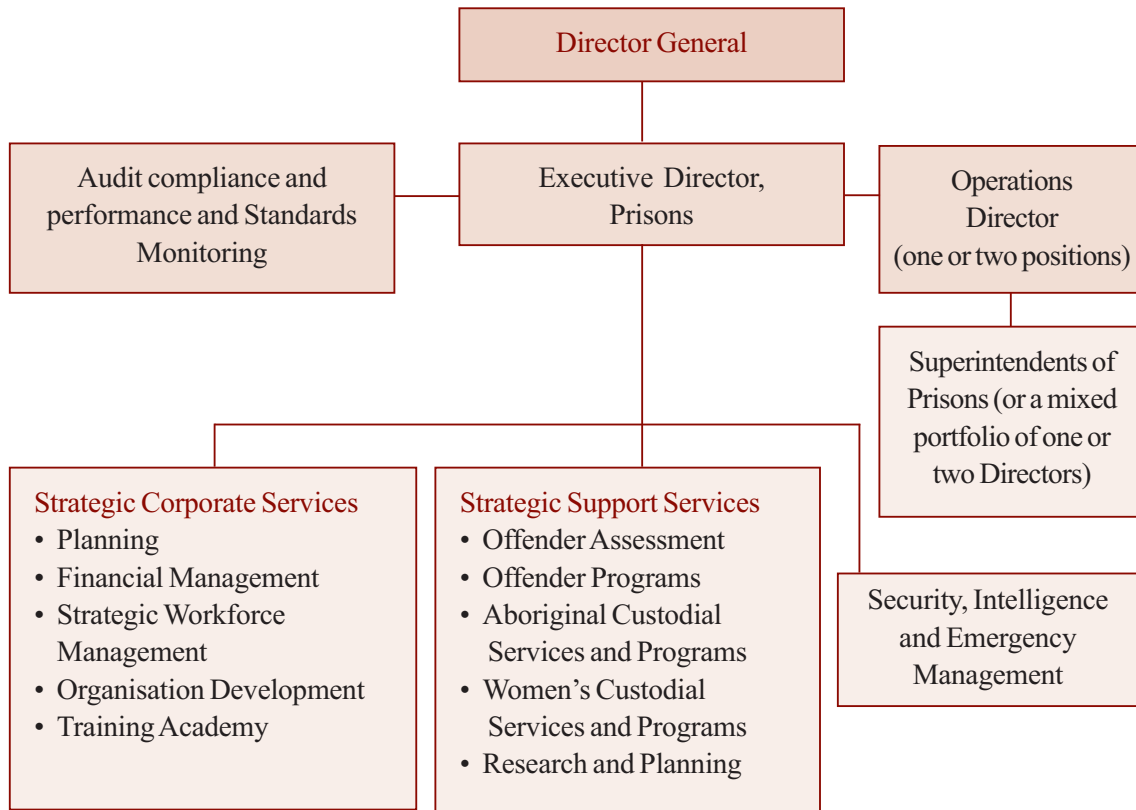 Director General
Audit compliance and
performance and Standards
Monitoring
Executive Director,
Prisons
Operations
Director
(one or two positions)
Superintendents of
Prisons (or a mixed
portfolio of one or
two Directors)
Strategic Corporate Services
• Planning
• Financial Management
• Strategic Workforce
Management
• Organisation Development
• Training Academy
Strategic Support Services
• Offender Assessment
• Offender Programs
• Aboriginal Custodial
Services and Programs
• Women’s Custodial
Services and Programs
• Research and Planning
Security, Intelligence
and Emergency
Management